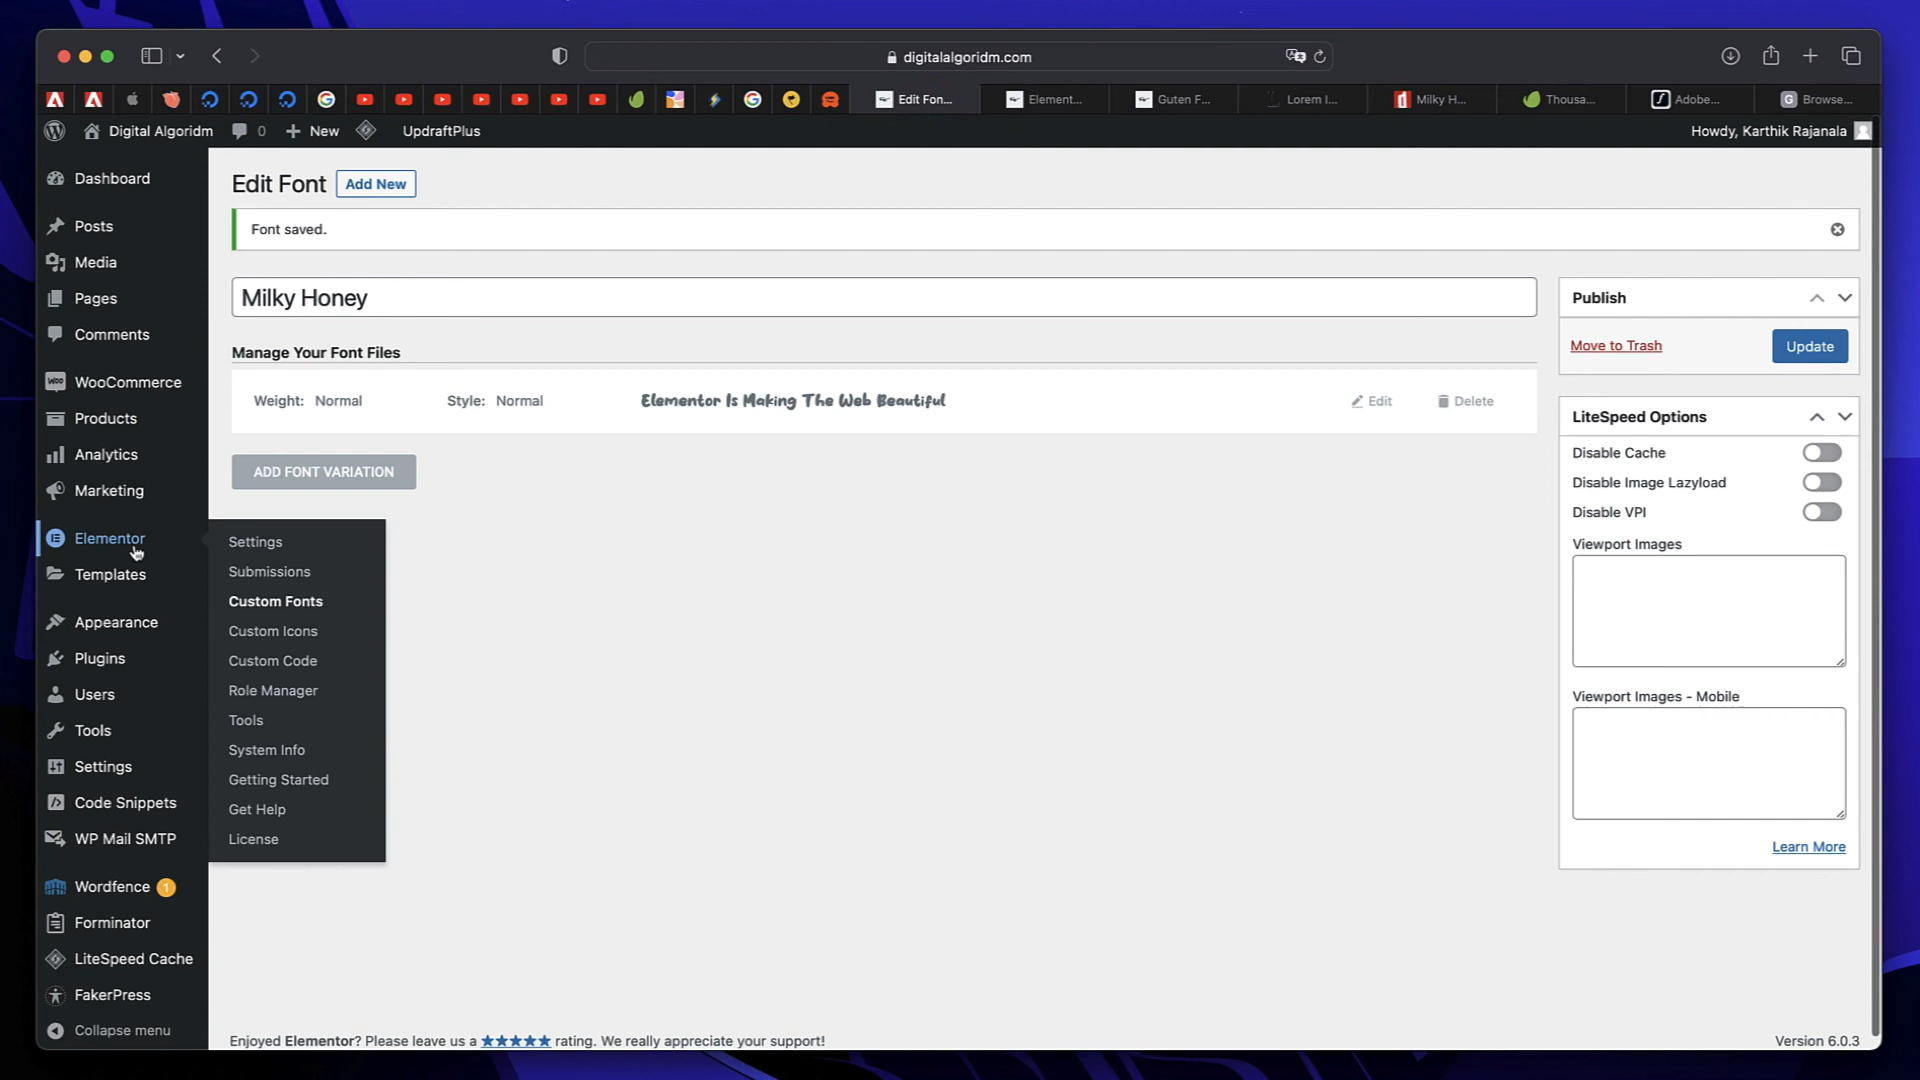 digitalalgoridm.com
Edit Fon...
Element...
Guten F...
Lorem I...
Milky H...
Thousa...
Adobe...
Browse...
Digital Algoridm
0
New
UpdraftPlus
Howdy, Karthik Rajanala
Dashboard
Posts
Media
Pages
Comments
WooCommerce
Products
Analytics
Marketing
Elementor
Templates
Appearance
Plugins
Users
Tools
Settings
Code Snippets
WP Mail SMTP
Wordfence 1
Forminator
LiteSpeed Cache
FakerPress
Collapse menu
Settings
Submissions
Custom Fonts
Custom Icons
Custom Code
Role Manager
Tools
System Info
Getting Started
Get Help
License
Edit Font
Add New
Font saved.
Milky Honey
Manage Your Font Files
Weight: Normal
Style: Normal
Elementor Is Making The Web Beautiful
Edit
Delete
ADD FONT VARIATION
Publish
Move to Trash
Update
LiteSpeed Options
Disable Cache
Disable Image Lazyload
Disable VPI
Viewport Images
Viewport Images - Mobile
Learn More
Enjoyed Elementor? Please leave us a ★★★★★ rating. We really appreciate your support!
Version 6.0.3